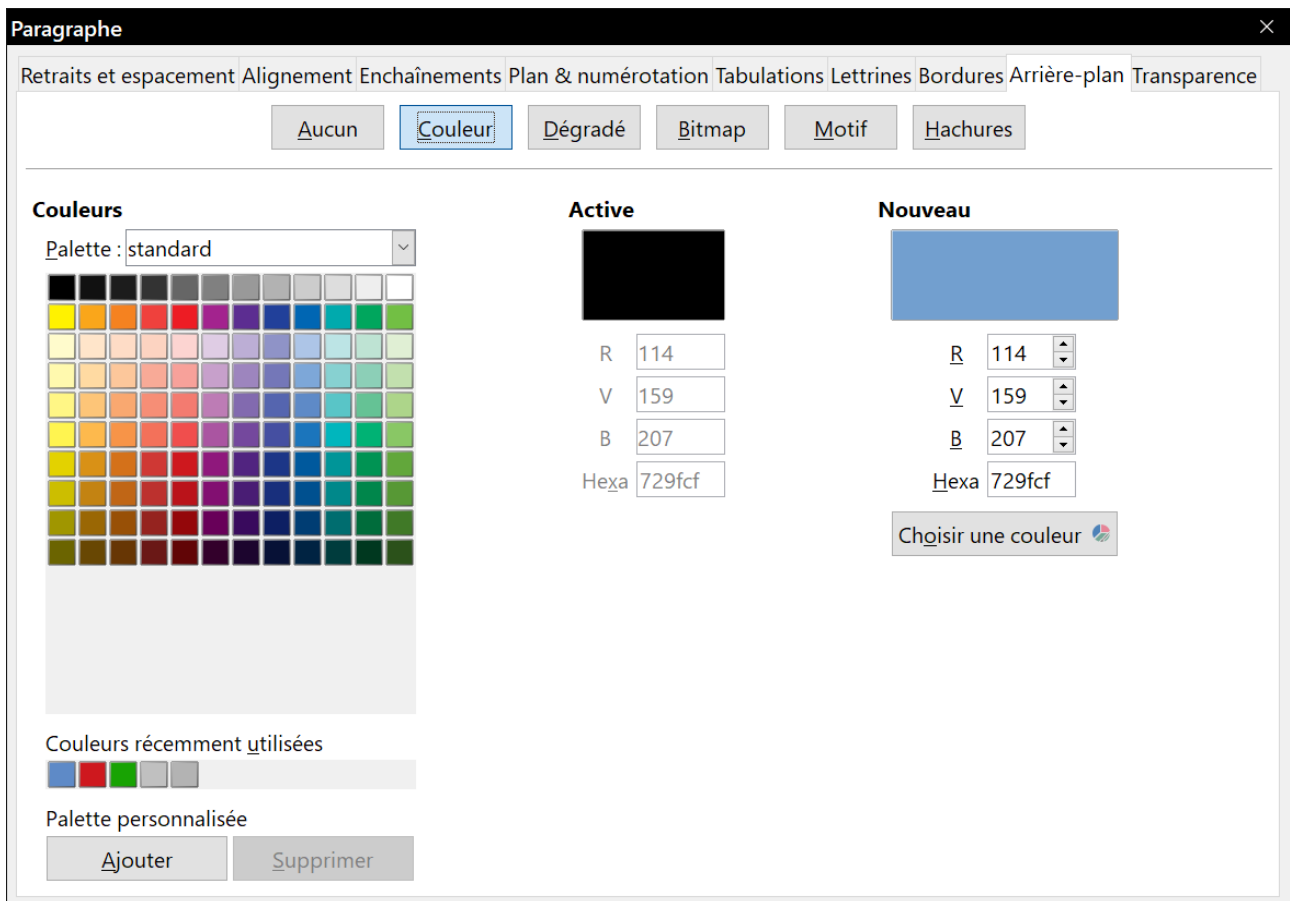 Paragraphe
Retraits et espacement Alignement Enchaînements Plan & numérotation Tabulations Lettrines Bordures Arrière-plan Transparence
Aucun Couleur Dégradé Bitmap Motif Hachures
Couleurs Active Nouveau
Palette : standard
R 114 R 114
V 159 V 159
B 207 B 207
Hexa 729fcf Hexa 729fcf
Choisir une couleur
Couleurs récemment utilisées
Palette personnalisée
Ajouter Supprimer